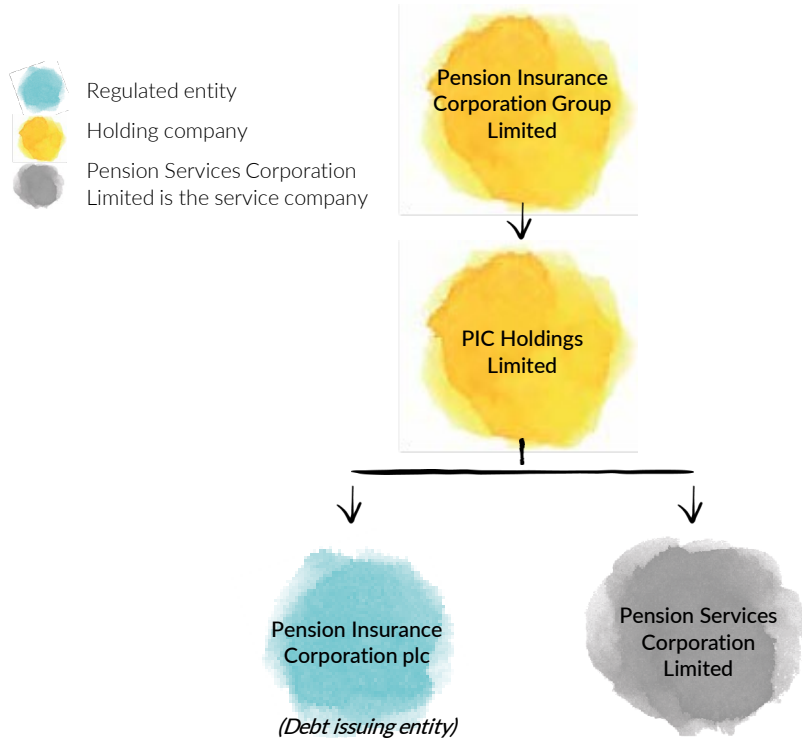 Regulated entity
Holding company
Pension Services Corporation
Limited is the service company
Pension Insurance
Corporation Group
Limited
PIC Holdings
Limited
Pension Insurance
Corporation plc
(Debt issuing entity)
Pension Services
Corporation
Limited